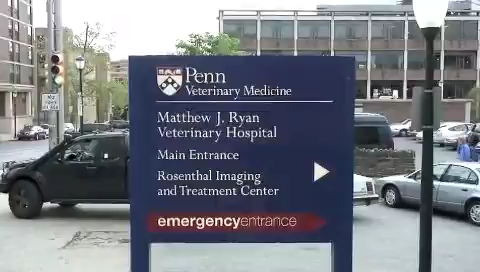 Penn
Veterinary Medicine
Matthew J. Ryan
Veterinary Hospital
Main Entrance
Rosenthal Imaging
and Treatment Center
emergencyentrance